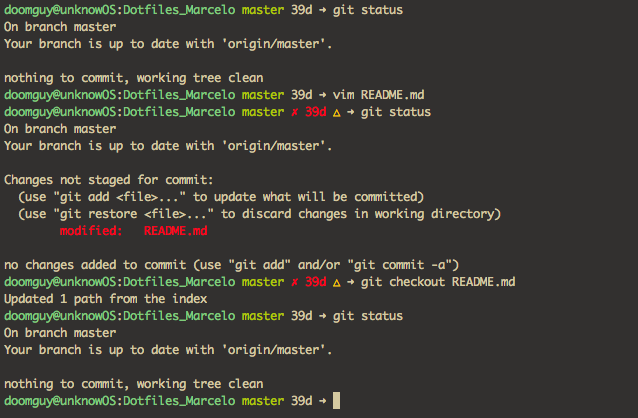 doomguy@unknowOS:Dotfiles_Marcelo master 39d → git status
On branch master
Your branch is up to date with 'origin/master'.
nothing to commit, working tree clean
doomguy@unknowOS:Dotfiles_Marcelo master 39d → vim README.md
doomguy@unknowOS:Dotfiles_Marcelo master ✗ 39d △ → git status
On branch master
Your branch is up to date with 'origin/master'.
Changes not staged for commit:
  (use "git add <file>..." to update what will be committed)
  (use "git restore <file>..." to discard changes in working directory)
        modified:   README.md
no changes added to commit (use "git add" and/or "git commit -a")
doomguy@unknowOS:Dotfiles_Marcelo master ✗ 39d △ → git checkout README.md
Updated 1 path from the index
doomguy@unknowOS:Dotfiles_Marcelo master 39d → git status
On branch master
Your branch is up to date with 'origin/master'.
nothing to commit, working tree clean
doomguy@unknowOS:Dotfiles_Marcelo master 39d →